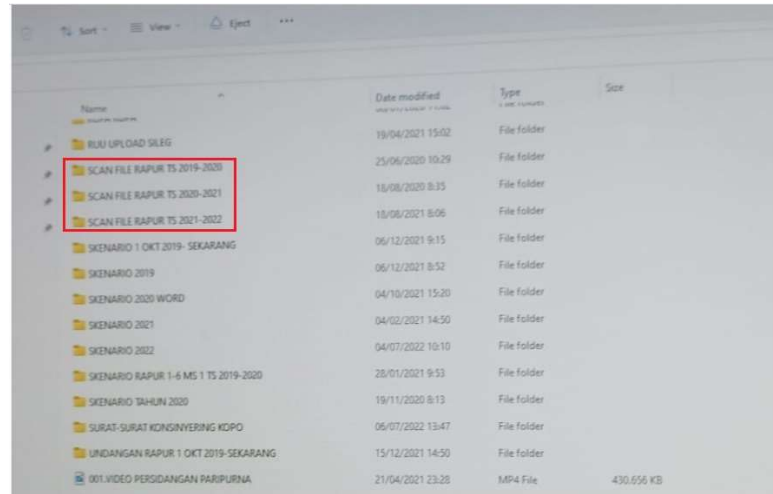 Sort View Eject ...
Name Date modified Type Size
RUU UPLOAD SILEG 19/04/2021 15:02 File folder
SCAN FILE RAPUR TS 2019-2020 25/06/2020 10:29 File folder
SCAN FILE RAPUR TS 2020-2021 18/08/2020 8:35 File folder
SCAN FILE RAPUR TS 2021-2022 18/08/2021 8:06 File folder
SKENARIO 1 OKT 2019- SEKARANG 06/12/2021 9:15 File folder
SKENARIO 2019 06/12/2021 8:52 File folder
SKENARIO 2020 WORD 04/10/2021 15:20 File folder
SKENARIO 2021 04/02/2021 14:50 File folder
SKENARIO 2022 04/07/2022 10:10 File folder
SKENARIO RAPUR 1-6 MS 1 TS 2019-2020 28/01/2021 9:53 File folder
SKENARIO TAHUN 2020 19/11/2020 8:13 File folder
SURAT-SURAT KONSINYERING KOPO 06/07/2022 13:47 File folder
UNDANGAN RAPUR 1 OKT 2019-SEKARANG 15/12/2021 14:50 File folder
001.VIDEO PERSIDANGAN PARIPURNA 21/04/2021 23:28 MP4 File 430.656 KB